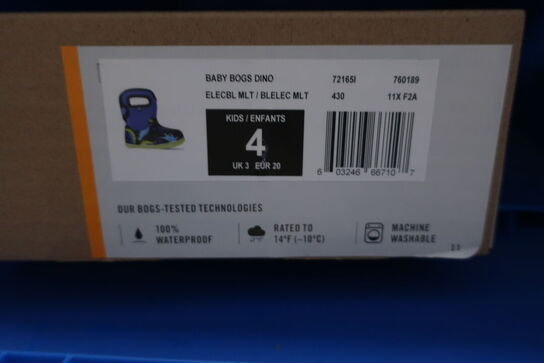 BABY BOGS DINO 72165I 760189
ELECBL MLT / BLELEC MLT 430 11X F2A
KIDS / ENFANTS
4
UK 3 EUR 20
6 03246 66710 7
OUR BOGS-TESTED TECHNOLOGIES
100% WATERPROOF
RATED TO 14°F (-10°C)
MACHINE WASHABLE